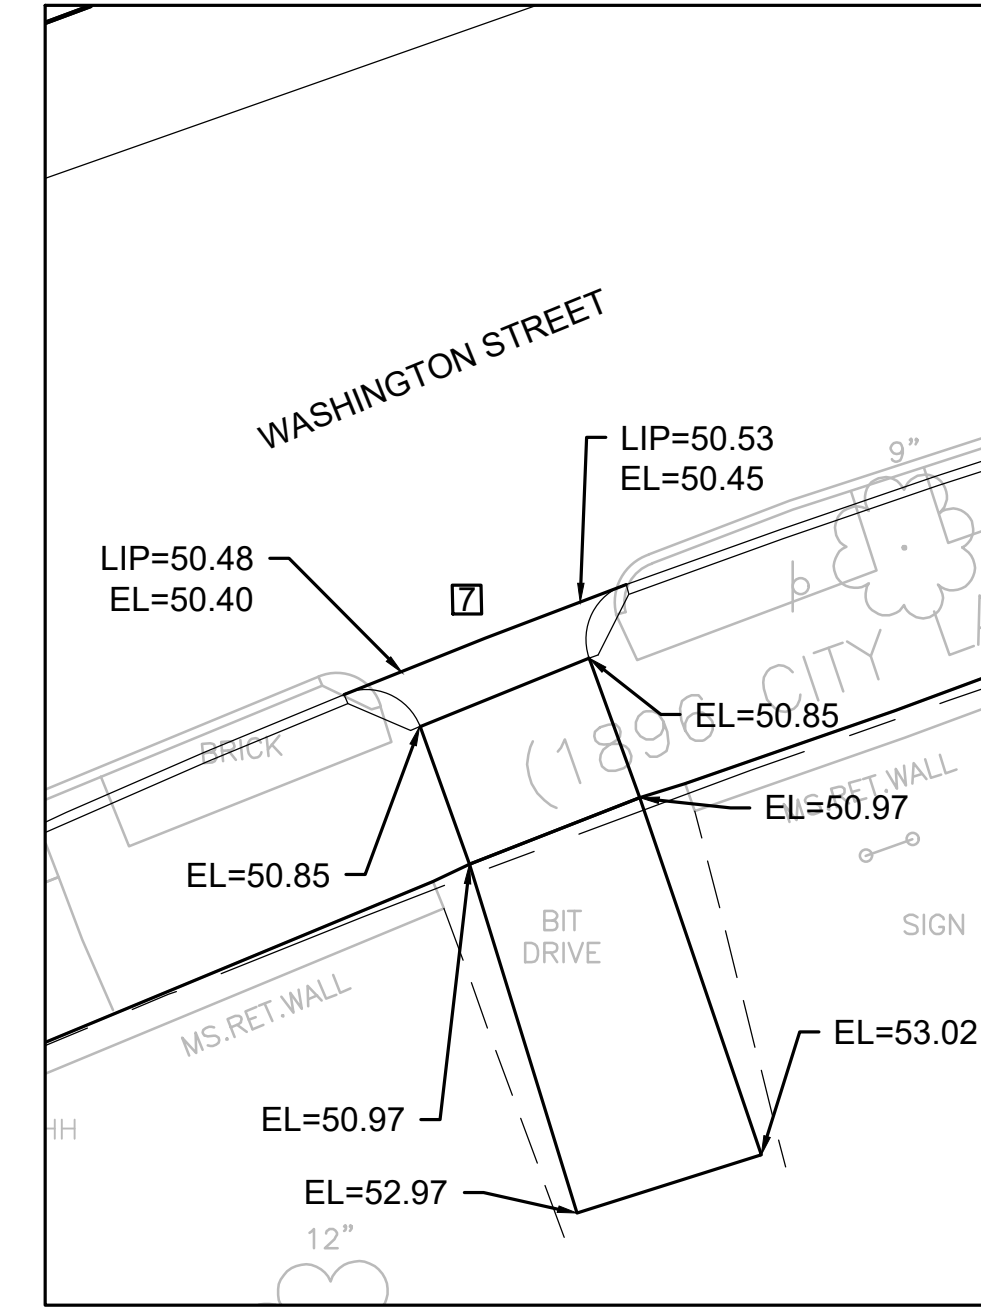 WASHINGTON STREET
LIP=50.53
EL=50.45
9"
LIP=50.48
EL=50.40
7
(1896 CITY LA
EL=50.85
BRICK
MS.RET.WALL
EL=50.97
EL=50.85
BIT
DRIVE
SIGN
MS.RET.WALL
EL=53.02
EL=50.97
HH
EL=52.97
12"